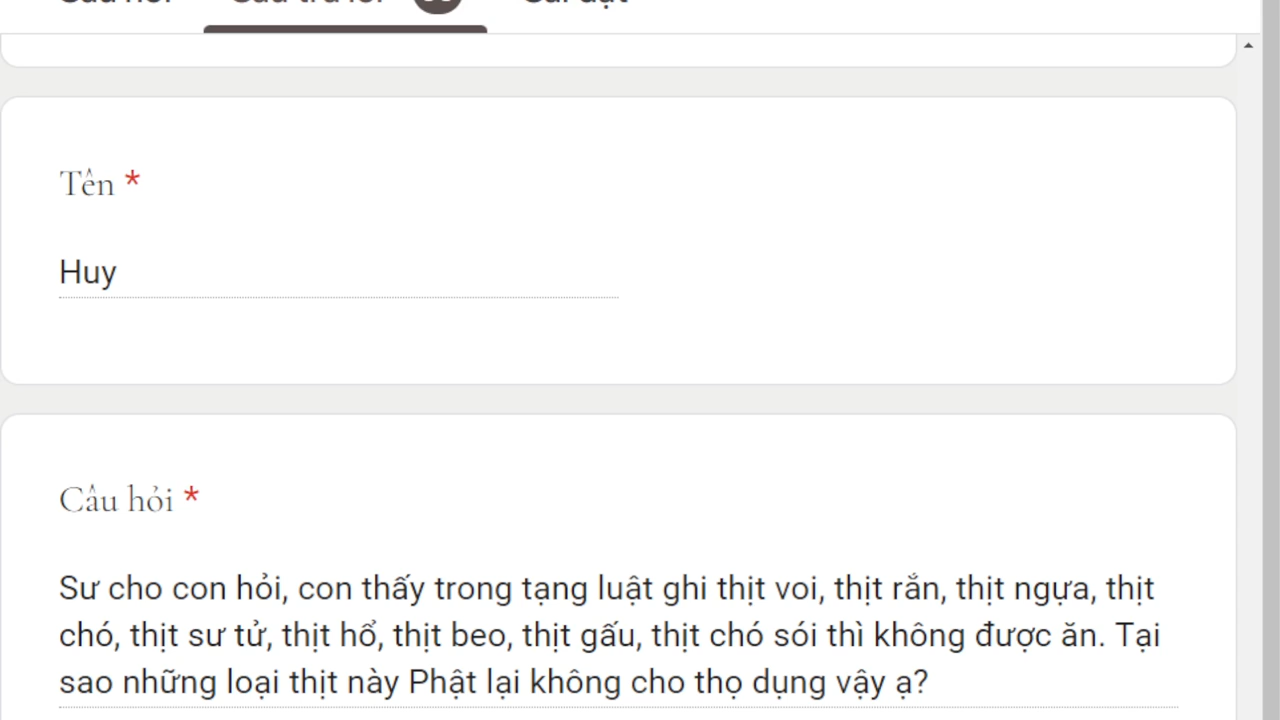 Tên *
Huy
Câu hỏi *
Sư cho con hỏi, con thấy trong tạng luật ghi thịt voi, thịt rắn, thịt ngựa, thịt
chó, thịt sư tử, thịt hổ, thịt beo, thịt gấu, thịt chó sói thì không được ăn. Tại
sao những loại thịt này Phật lại không cho thọ dụng vậy ạ?